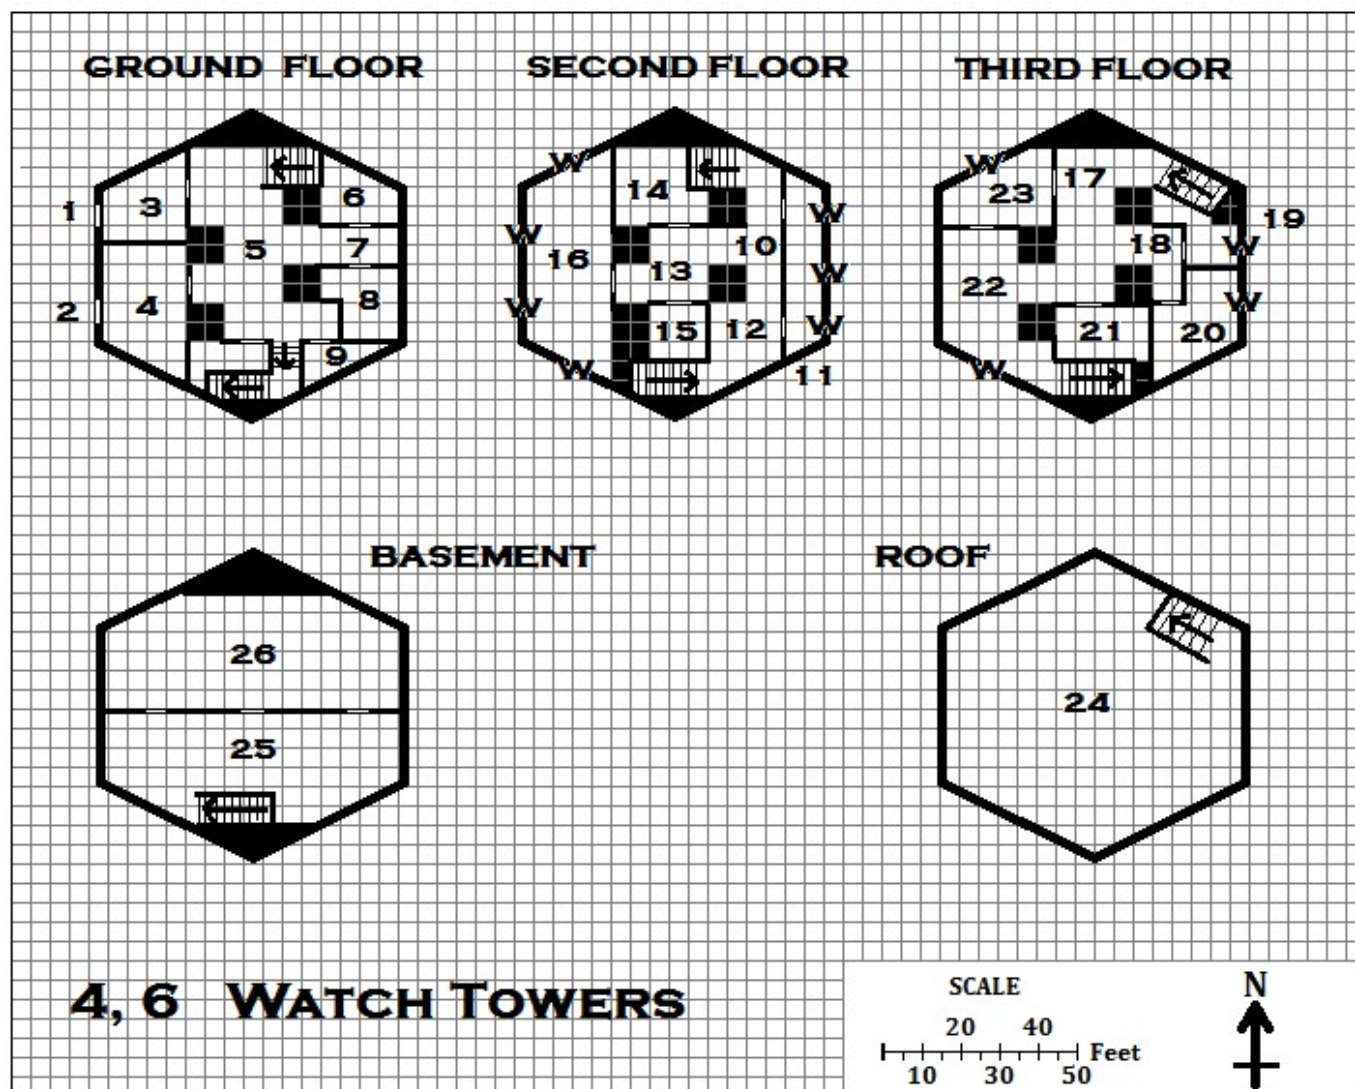 GROUND FLOOR
SECOND FLOOR
THIRD FLOOR
1
2
3
4
5
6
7
8
9
W
W
W
W
W
W
W
14
10
16
13
15
12
11
W
W
W
W
23
17
19
18
22
21
20
BASEMENT
ROOF
26
25
24
4, 6 WATCH TOWERS
SCALE
20 40
Feet
10 30 50
N